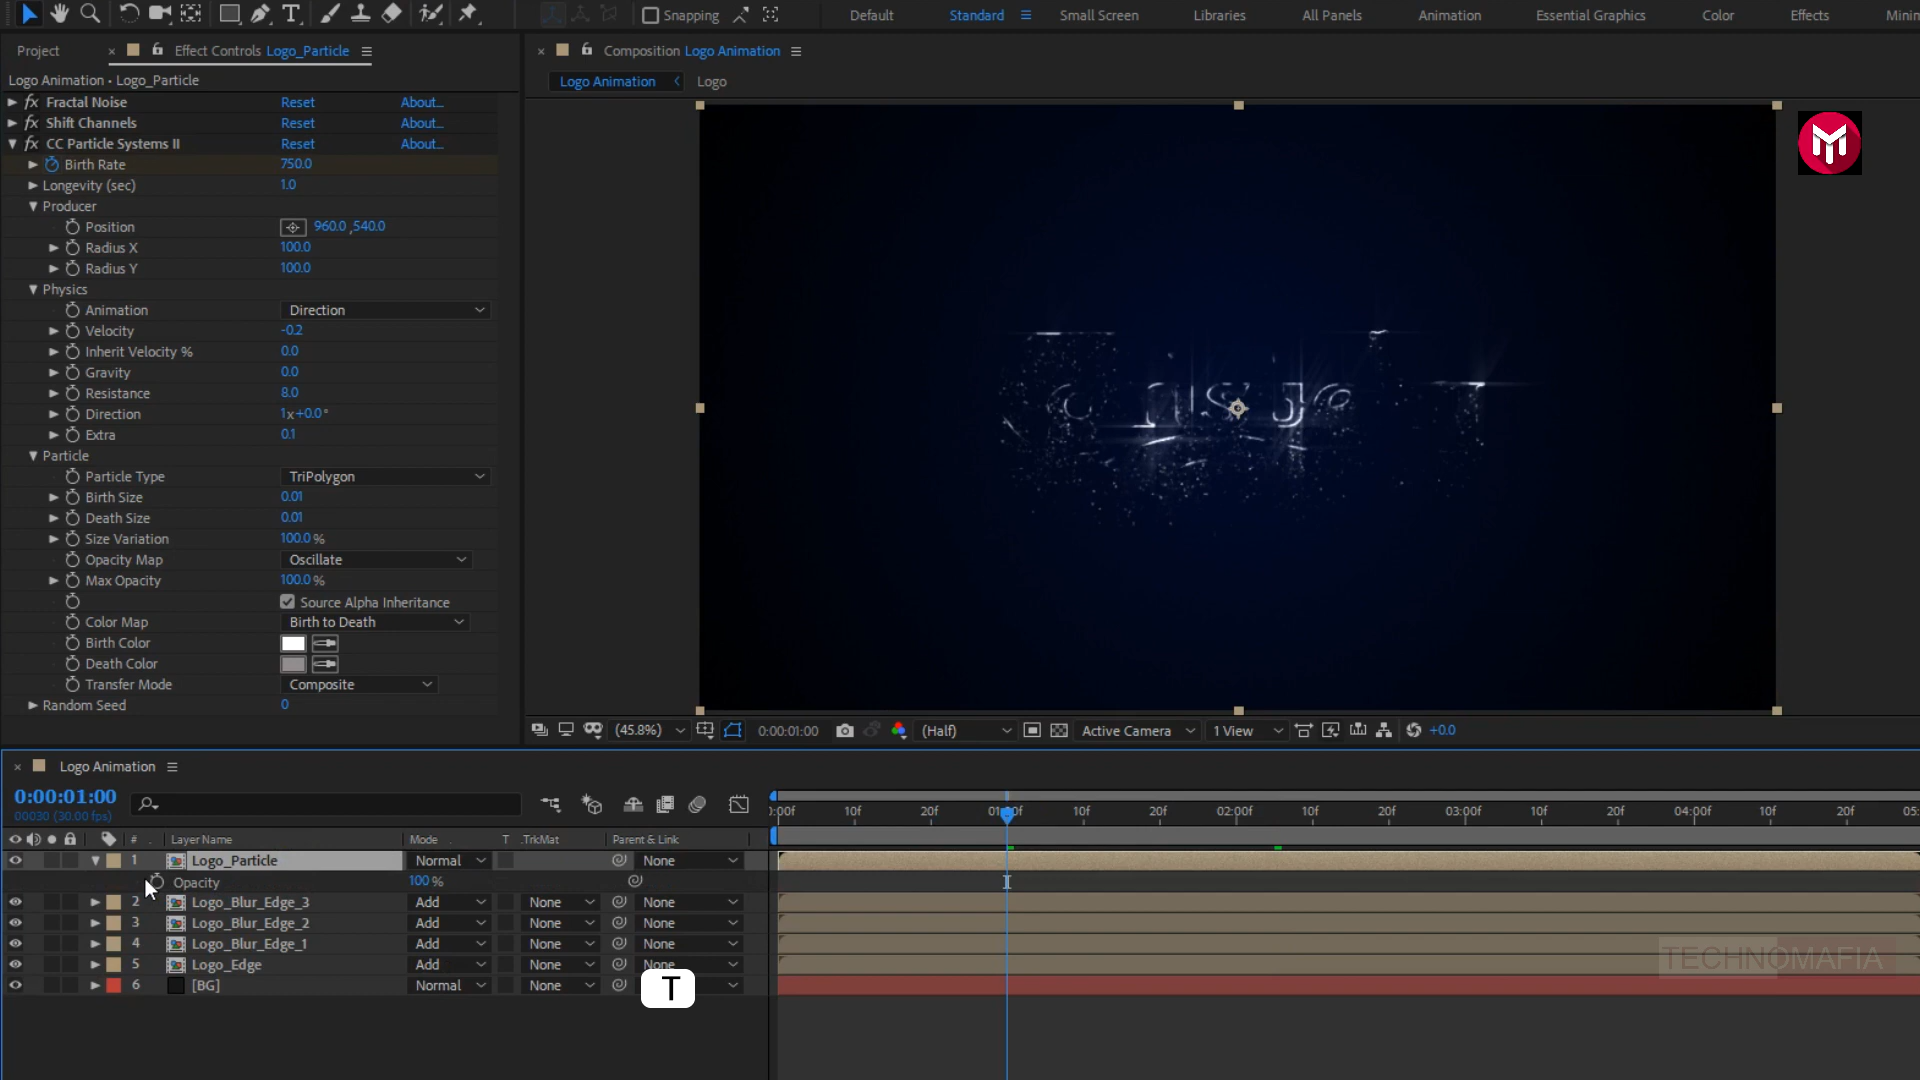 Snapping
Default
Standard
Small Screen
Libraries
All Panels
Animation
Essential Graphics
Color
Effects
Project
Effect Controls Logo_Particle
Composition Logo Animation
Logo Animation • Logo_Particle
Logo Animation
Logo
fx Fractal Noise Reset About...
fx Shift Channels Reset About...
fx CC Particle Systems II Reset About...
Birth Rate 750.0
Longevity (sec) 1.0
Producer
Position 960.0 ,540.0
Radius X 100.0
Radius Y 100.0
Physics
Animation Direction
Velocity -0.2
Inherit Velocity % 0.0
Gravity 0.0
Resistance 8.0
Direction 1x+0.0°
Extra 0.1
Particle
Particle Type TriPolygon
Birth Size 0.01
Death Size 0.01
Size Variation 100.0 %
Opacity Map Oscillate
Max Opacity 100.0 %
Source Alpha Inheritance
Color Map Birth to Death
Birth Color
Death Color
Transfer Mode Composite
Random Seed 0
(45.8%) 0:00:01:00 (Half) Active Camera 1 View +0.0
Logo Animation
0:00:01:00
00030 (30.00 fps)
:00f 10f 20f 10f 20f 02:00f 10f 20f 03:00f 10f 20f 04:00f 10f 20f
# Layer Name Mode T .TrkMat Parent & Link
1 Logo_Particle Normal None
Opacity 100 %
2 Logo_Blur_Edge_3 Add None None
3 Logo_Blur_Edge_2 Add None None
4 Logo_Blur_Edge_1 Add None None
5 Logo_Edge Add None None
6 [BG] Normal None
T
TECHNOMAFIA